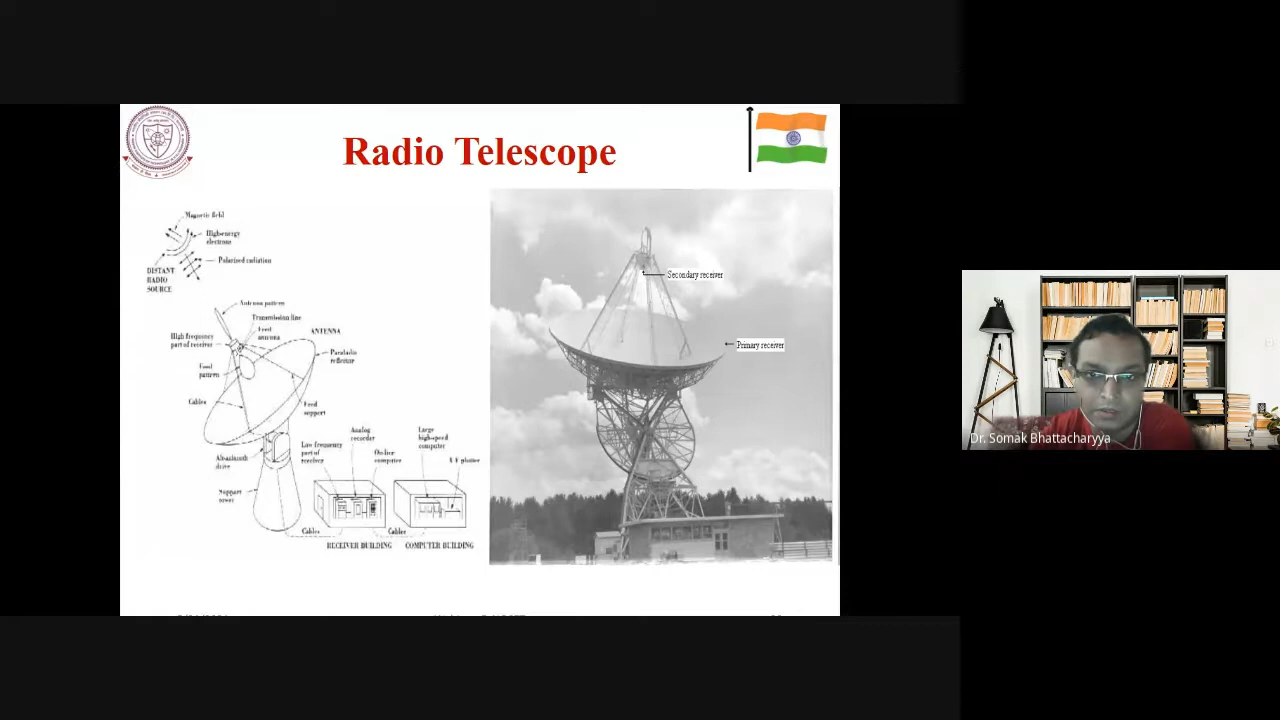 Radio Telescope
Magnetic field
High-energy
electrons
Polarized radiation
DISTANT
RADIO
SOURCE
Antenna pattern
Transmission line
Feed
antenna
ANTENNA
High frequency
part of receiver
Parabolic
reflector
Feed
pattern
Cables
Feed
support
Alt-azimuth
drive
Support
tower
Low frequency
part of
receiver
Analog
recorder
On-line
computer
Large
high-speed
computer
plotter
Cables
Cables
RECEIVER BUILDING
COMPUTER BUILDING
Secondary receiver
Primary receiver
Dr. Somak Bhattacharyya